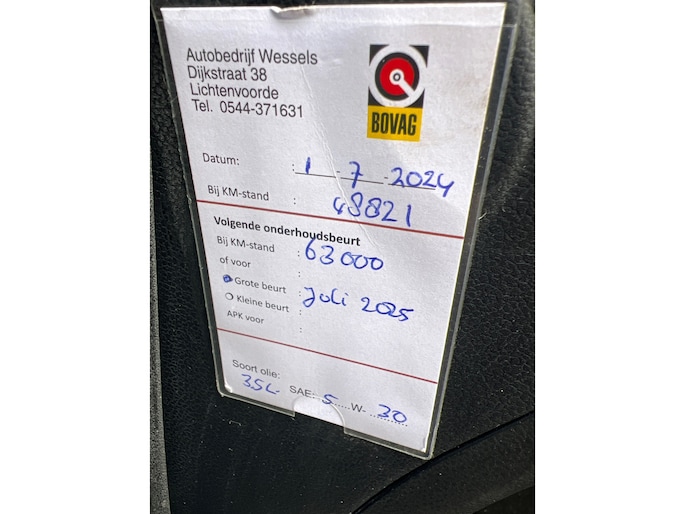 Autobedrijf Wessels
Dijkstraat 38
Lichtenvoorde
Tel. 0544-371631
BOVAG
Datum: : 1 - 7 - 2024
Bij KM-stand : 48821
Volgende onderhoudsbeurt
Bij KM-stand : 63000
of voor :
Grote beurt : Juli 2025
Kleine beurt :
APK voor :
Soort olie:
3.5L SAE: 5 W- 30